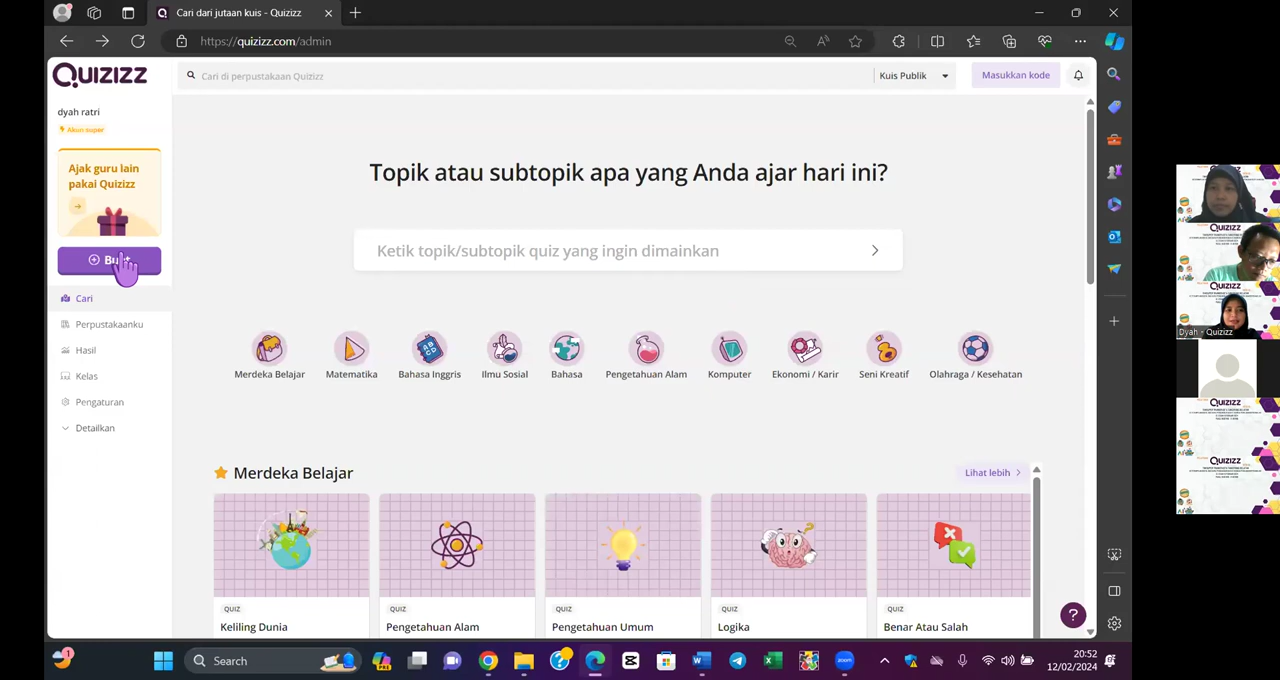 Cari dari jutaan kuis - Quizizz
https://quizizz.com/admin
QUIZIZZ
Cari di perpustakaan Quizizz
Kuis Publik
Masukkan kode
dyah ratri
Akun super
Ajak guru lain
pakai Quizizz
Topik atau subtopik apa yang Anda ajar hari ini?
Ketik topik/subtopik quiz yang ingin dimainkan
Cari
Perpustakaanku
Hasil
Kelas
Pengaturan
Detailkan
Merdeka Belajar
Matematika
Bahasa Inggris
Ilmu Sosial
Bahasa
Pengetahuan Alam
Komputer
Ekonomi / Karir
Seni Kreatif
Olahraga / Kesehatan
Merdeka Belajar
Lihat lebih
QUIZ
Keliling Dunia
QUIZ
Pengetahuan Alam
QUIZ
Pengetahuan Umum
QUIZ
Logika
QUIZ
Benar Atau Salah
QUIZIZZ
QUIZIZZ
Dyah - Quizizz
QUIZIZZ
QUIZIZZ
Search
zoom
20:52
12/02/2024